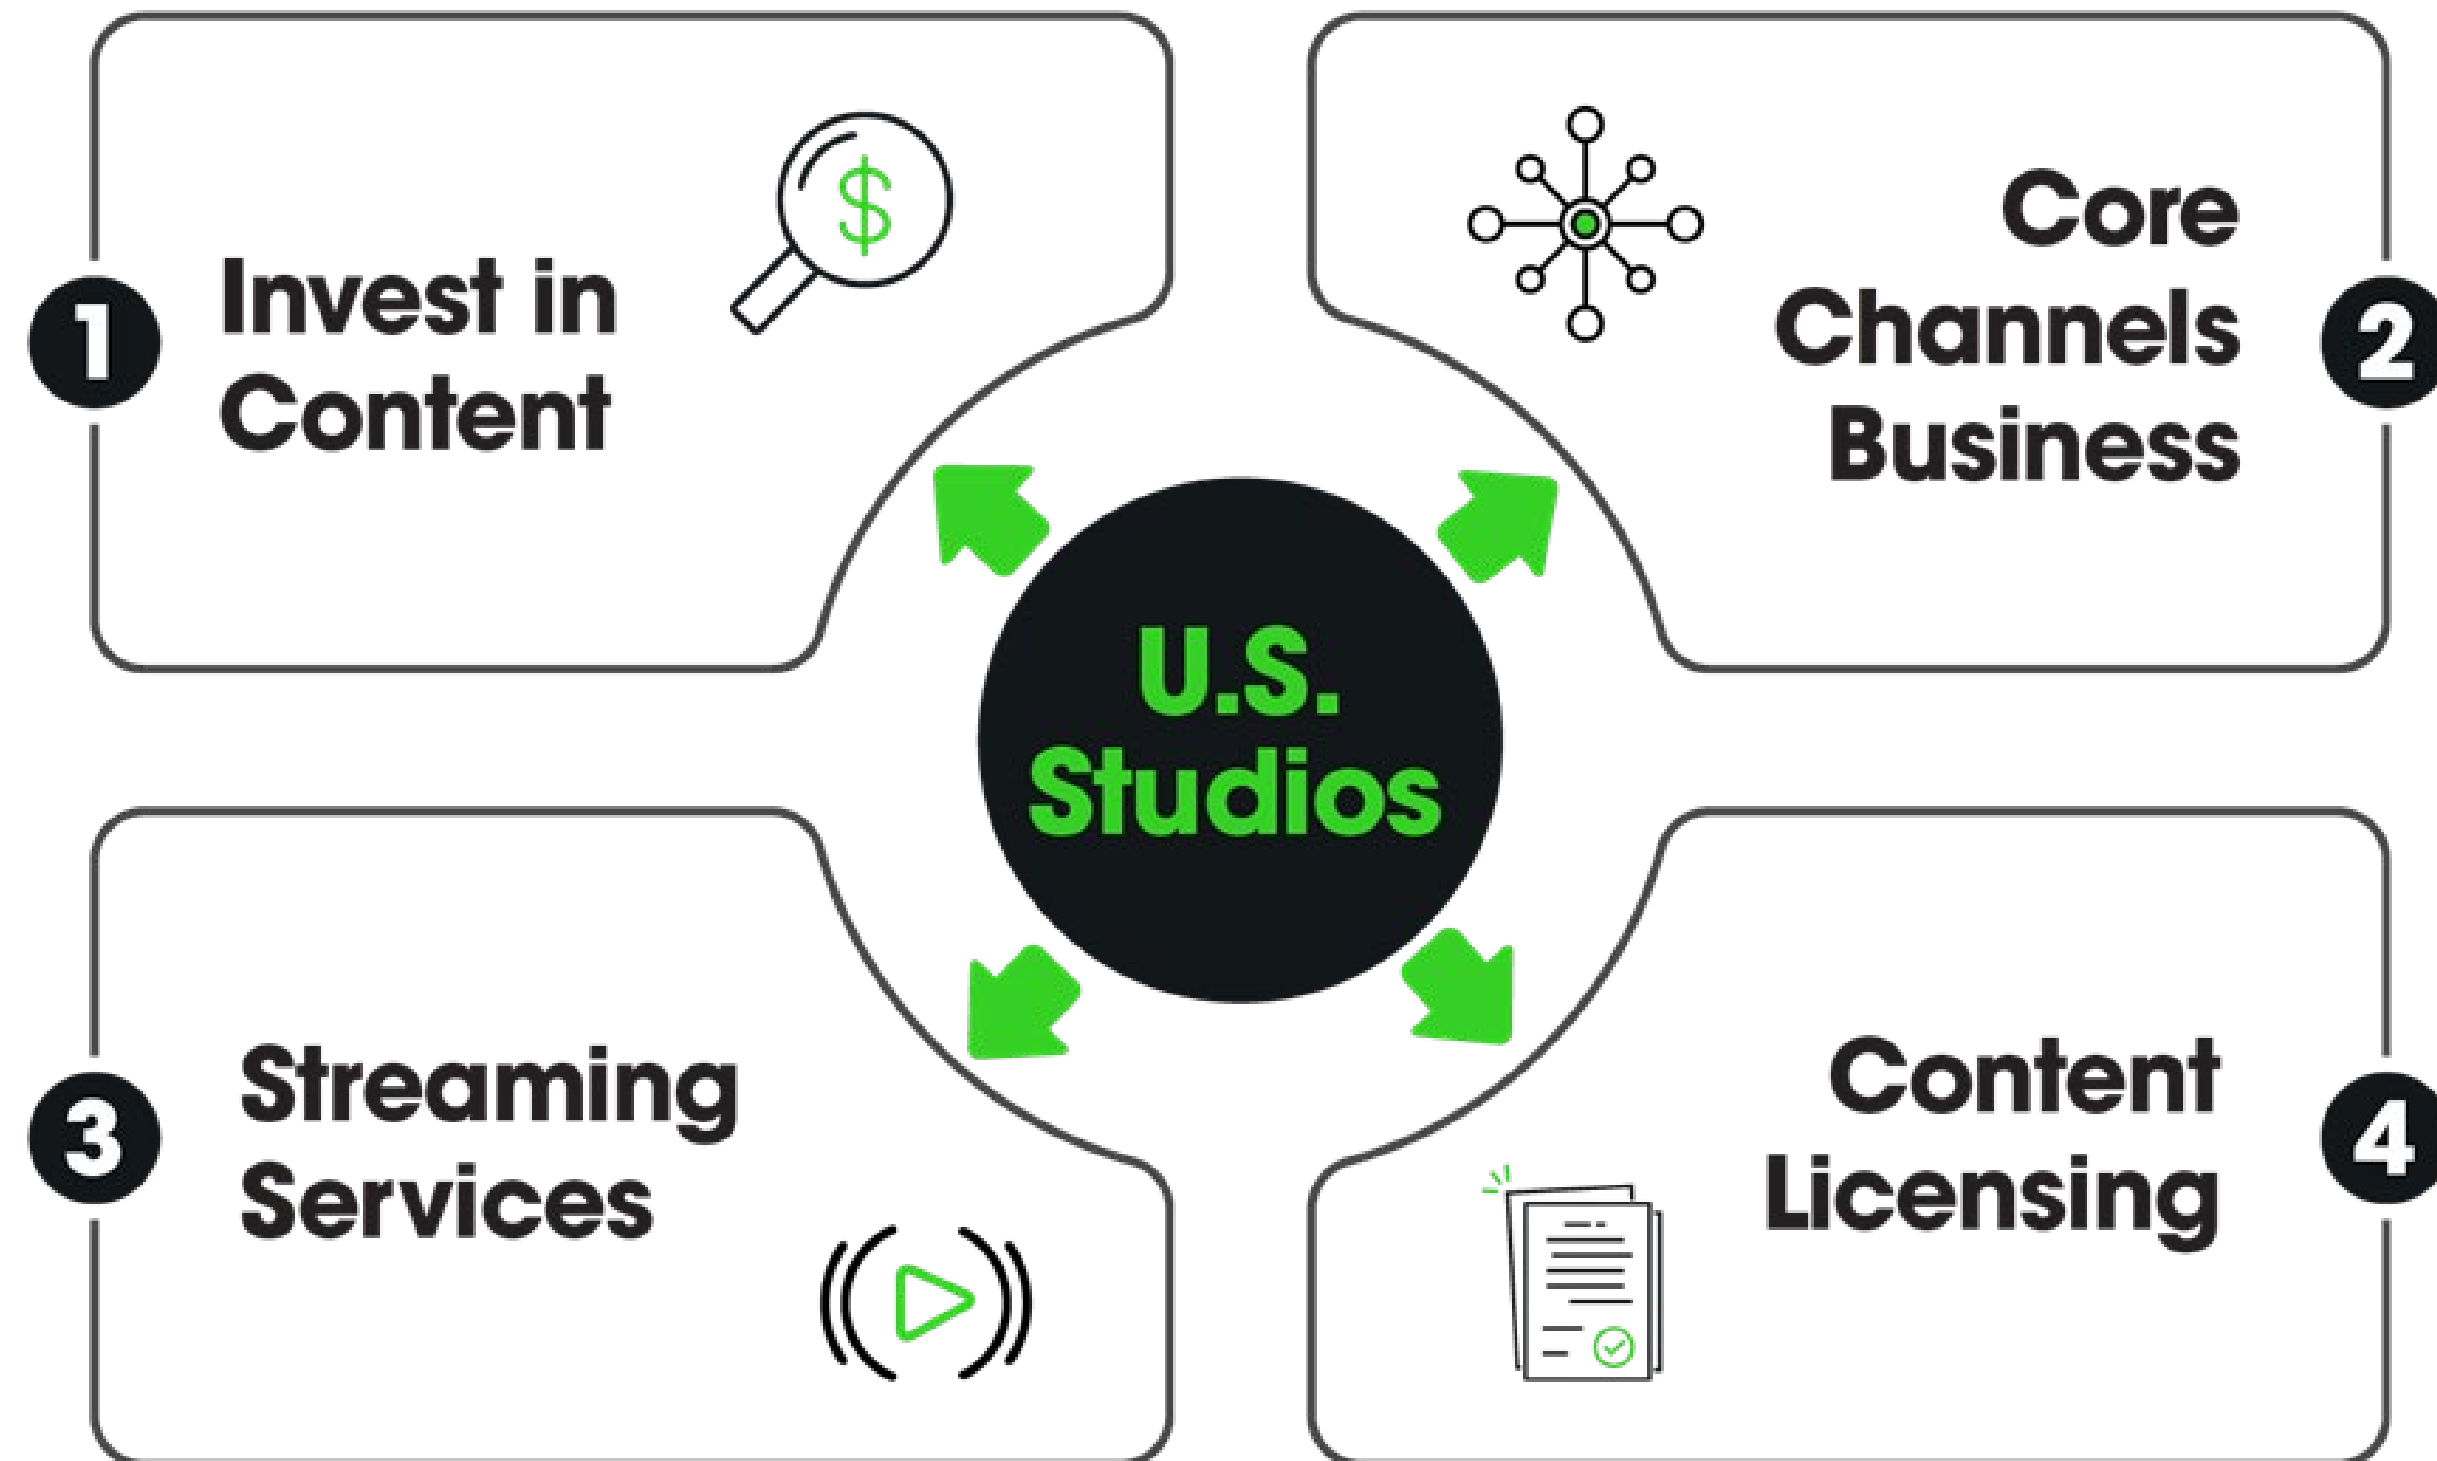 1
Invest in
Content
$
Core
Channels
Business
2
U.S.
Studios
3
Streaming
Services
Content
Licensing
4